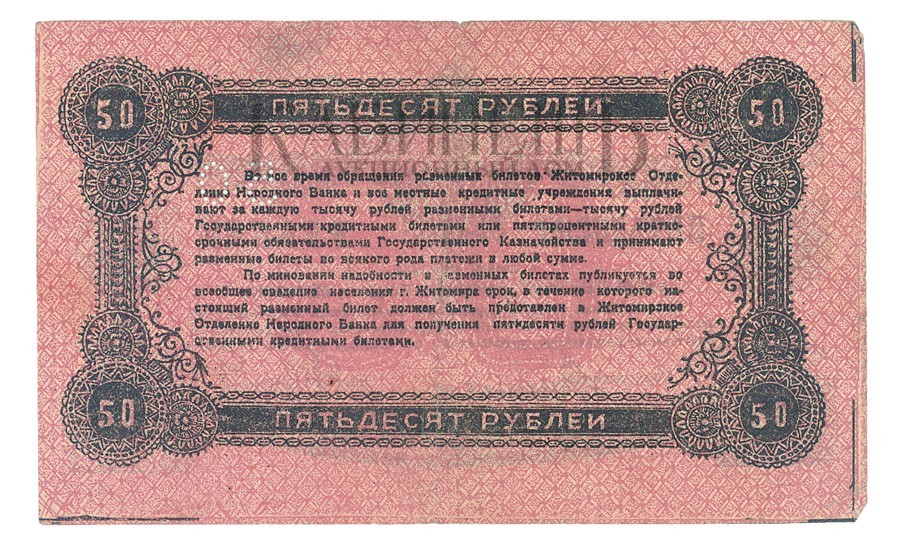 50 ПЯТЬДЕСЯТ РУБЛЕЙ 50
КАБИНЕТЪ
АУКЦИОННЫЙ ДОМ
Во все время обращения разменных билетов Житомирское Отде-
ление Народного Банка и все местные кредитные учреждения выплачи-
вают за каждую тысячу рублей разменными билетами—тысячу рублей
Государственными кредитными билетами или пятипроцентными кратко-
срочными обязательствами Государственного Казначейства и принимают
разменные билеты во всякого рода платежи в любой сумме.
По миновании надобности в разменных билетах публикуется во
всеобщее сведение населения г. Житомира срок, в течение которого на-
стоящий разменный билет должен быть представлен в Житомирское
Отделение Народного Банка для получения пятидесяти рублей Государ-
ственными кредитными билетами.
50 ПЯТЬДЕСЯТ РУБЛЕЙ 50